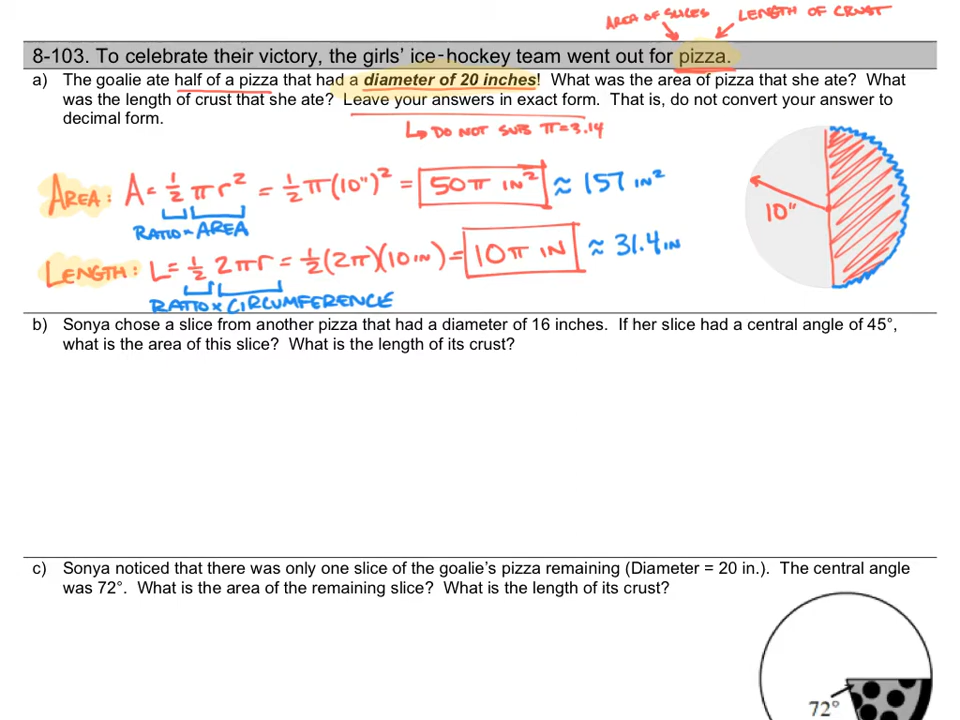 AREA OF SLICES LENGTH OF CRUST
8-103. To celebrate their victory, the girls' ice-hockey team went out for pizza.
a) The goalie ate half of a pizza that had a diameter of 20 inches! What was the area of pizza that she ate? What
was the length of crust that she ate? Leave your answers in exact form. That is, do not convert your answer to
decimal form.
↳ DO NOT SUB π=3.14
AREA: A = 1/2 πr² = 1/2 π(10")² = 50π IN² ≈ 157 IN²
10"
RATIO × AREA
LENGTH: L = 1/2 2πr = 1/2 (2π)(10 IN) = 10π IN ≈ 31.4 IN
RATIO × CIRCUMFERENCE
b) Sonya chose a slice from another pizza that had a diameter of 16 inches. If her slice had a central angle of 45°,
what is the area of this slice? What is the length of its crust?
c) Sonya noticed that there was only one slice of the goalie's pizza remaining (Diameter = 20 in.). The central angle
was 72°. What is the area of the remaining slice? What is the length of its crust?
72°